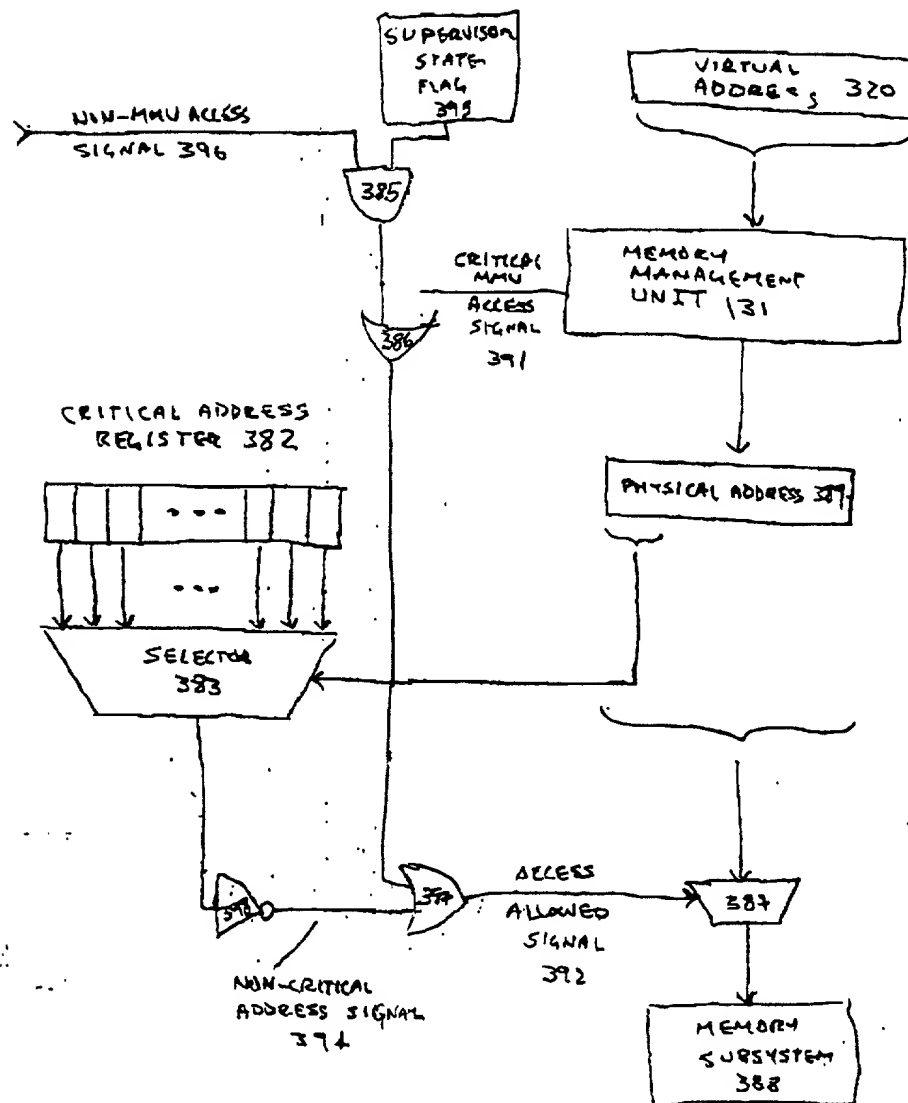 SUPERVISOR
STATE
FLAG
395
VIRTUAL
ADDRESS 320
NON-MMU ACCESS
SIGNAL 396
385
MEMORY
MANAGEMENT
UNIT 131
CRITICAL
MMU
ACCESS
SIGNAL
391
386
CRITICAL ADDRESS
REGISTER 382
PHYSICAL ADDRESS 389
SELECTOR
383
ACCESS
ALLOWED
SIGNAL
392
387
NON-CRITICAL
ADDRESS SIGNAL
MEMORY
SUBSYSTEM
388